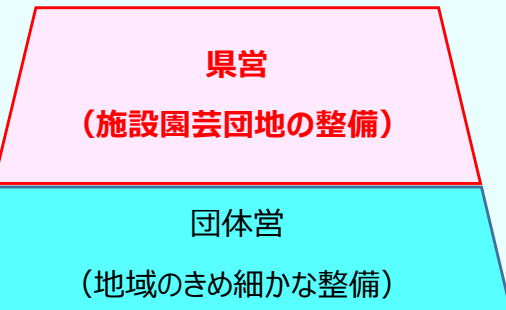 県営
（施設園芸団地の整備）
団体営
（地域のきめ細かな整備）